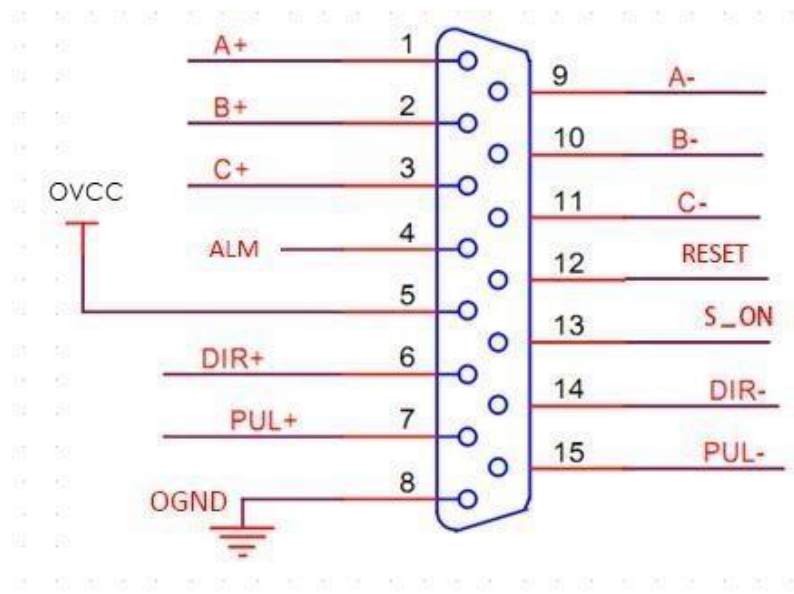 A+ 1
9 A-
B+ 2
10 B-
C+ 3
OVCC
11 C-
ALM 4
12 RESET
5
13 S_ON
DIR+ 6
14 DIR-
PUL+ 7
15 PUL-
OGND 8